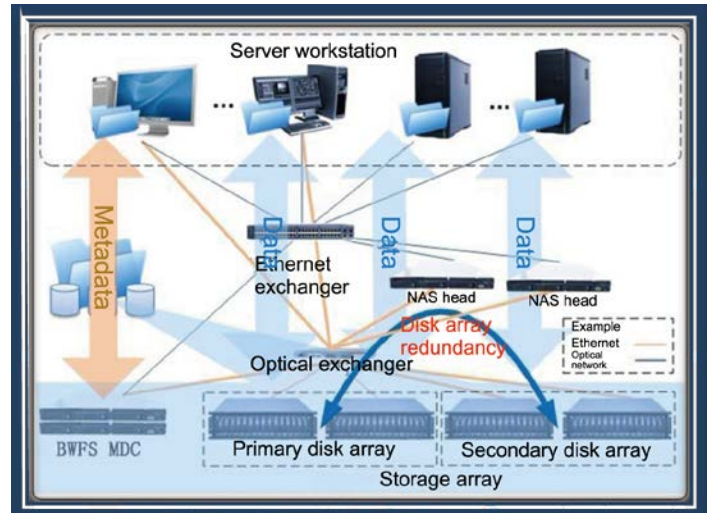 Server workstation
...
...
Metadata
Data
Data
Data
Ethernet
exchanger
NAS head
NAS head
Disk array
redundancy
Example
Ethernet
Optical
network
Optical exchanger
BWFS MDC
Primary disk array
Secondary disk array
Storage array